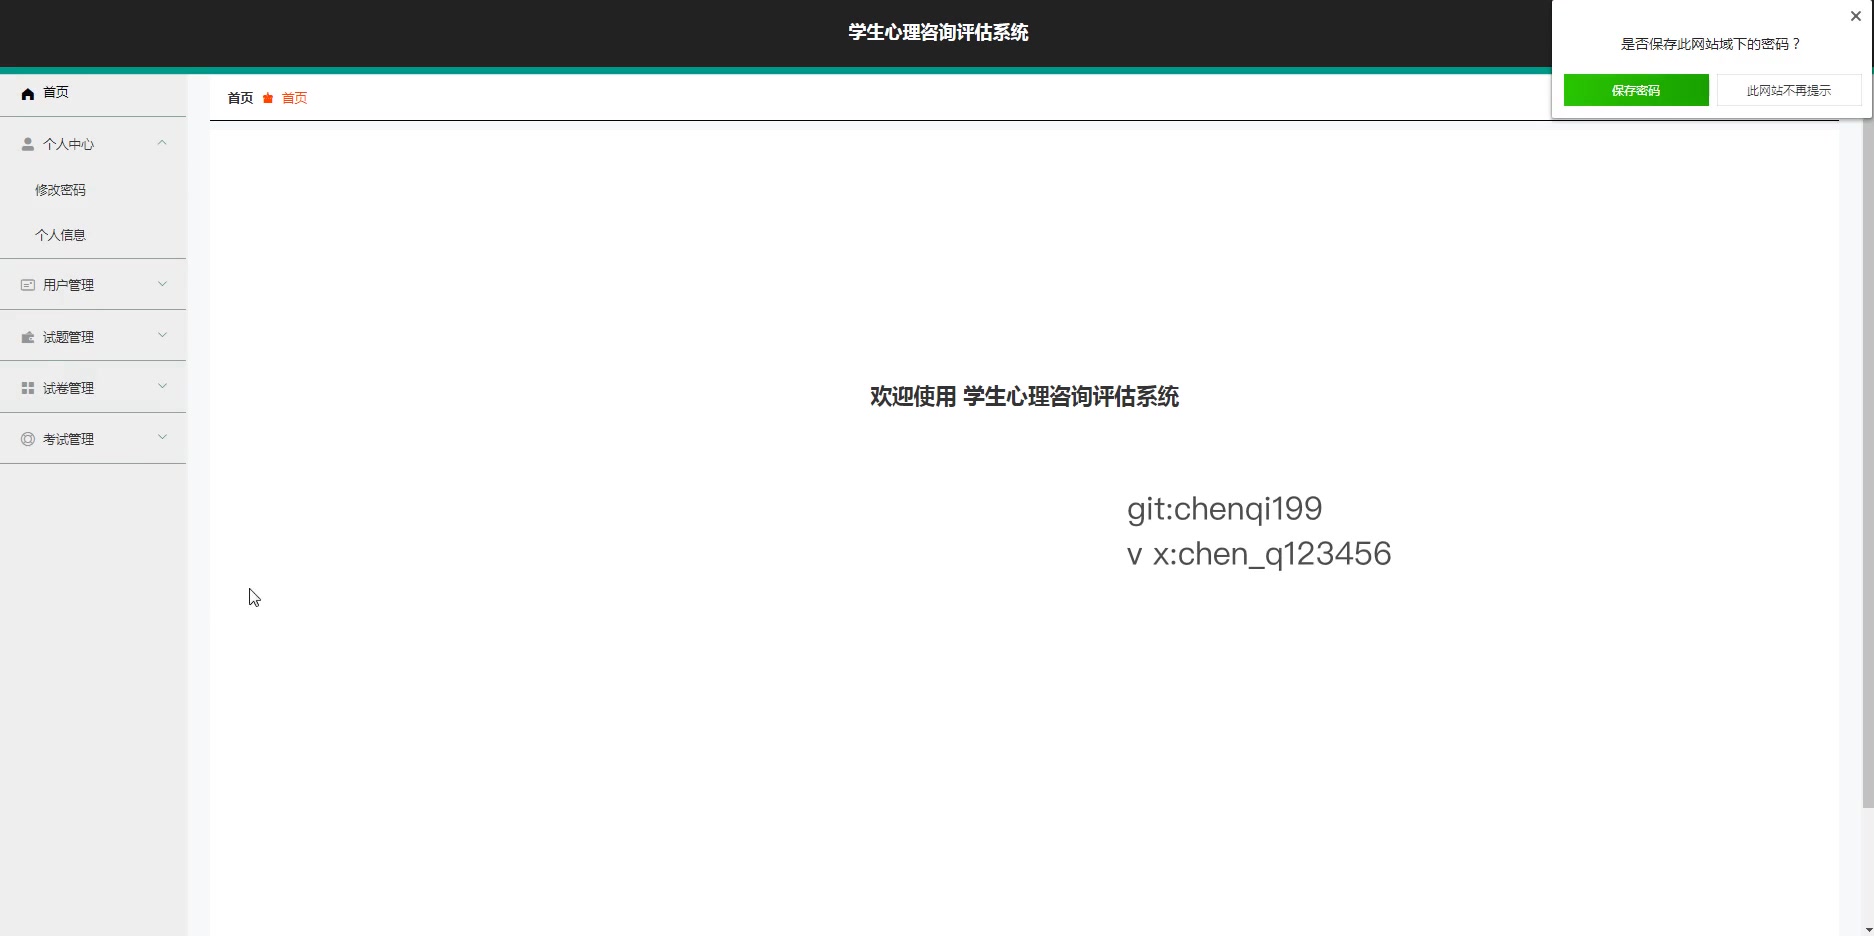 学生心理咨询评估系统
是否保存此网站域下的密码？
保存密码
此网站不再提示
首页
首页 首页
个人中心
修改密码
个人信息
用户管理
试题管理
试卷管理
考试管理
欢迎使用 学生心理咨询评估系统
git:chenqi199
v x:chen_q123456